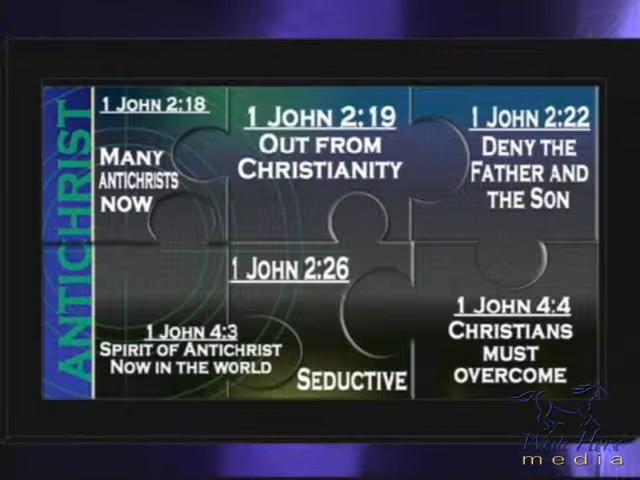 ANTICHRIST
1 JOHN 2:18
MANY
ANTICHRISTS
NOW
1 JOHN 2:19
OUT FROM
CHRISTIANITY
1 JOHN 2:22
DENY THE
FATHER AND
THE SON
1 JOHN 4:3
SPIRIT OF ANTICHRIST
NOW IN THE WORLD
1 JOHN 2:26
SEDUCTIVE
1 JOHN 4:4
CHRISTIANS
MUST
OVERCOME
White Horse
media